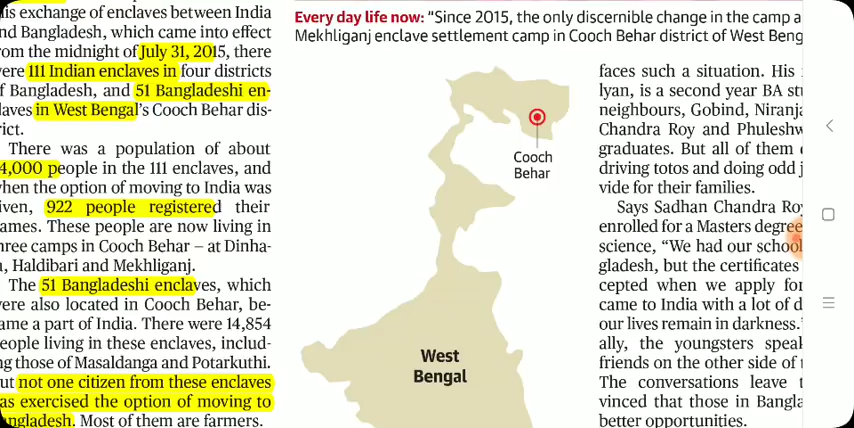 is exchange of enclaves between India
nd Bangladesh, which came into effect
rom the midnight of July 31, 2015, there
ere 111 Indian enclaves in four districts
f Bangladesh, and 51 Bangladeshi en-
laves in West Bengal's Cooch Behar dis-
rict.
There was a population of about
4,000 people in the 111 enclaves, and
hen the option of moving to India was
iven, 922 people registered their
ames. These people are now living in
hree camps in Cooch Behar – at Dinha-
a, Haldibari and Mekhliganj.
The 51 Bangladeshi enclaves, which
ere also located in Cooch Behar, be-
ame a part of India. There were 14,854
eople living in these enclaves, includ-
ng those of Masaldanga and Potarkuthi.
ut not one citizen from these enclaves
as exercised the option of moving to
angladesh. Most of them are farmers.
Every day life now: "Since 2015, the only discernible change in the camp a
Mekhliganj enclave settlement camp in Cooch Behar district of West Beng
Cooch
Behar
West
Bengal
faces such a situation. His
lyan, is a second year BA stu
neighbours, Gobind, Niranja
Chandra Roy and Phuleshw
graduates. But all of them
driving totos and doing odd j
vide for their families.
Says Sadhan Chandra Roy
enrolled for a Masters degree
science, "We had our school
gladesh, but the certificates
cepted when we apply for
came to India with a lot of d
our lives remain in darkness."
ally, the youngsters speak
friends on the other side of t
The conversations leave t
vinced that those in Bangla
better opportunities.